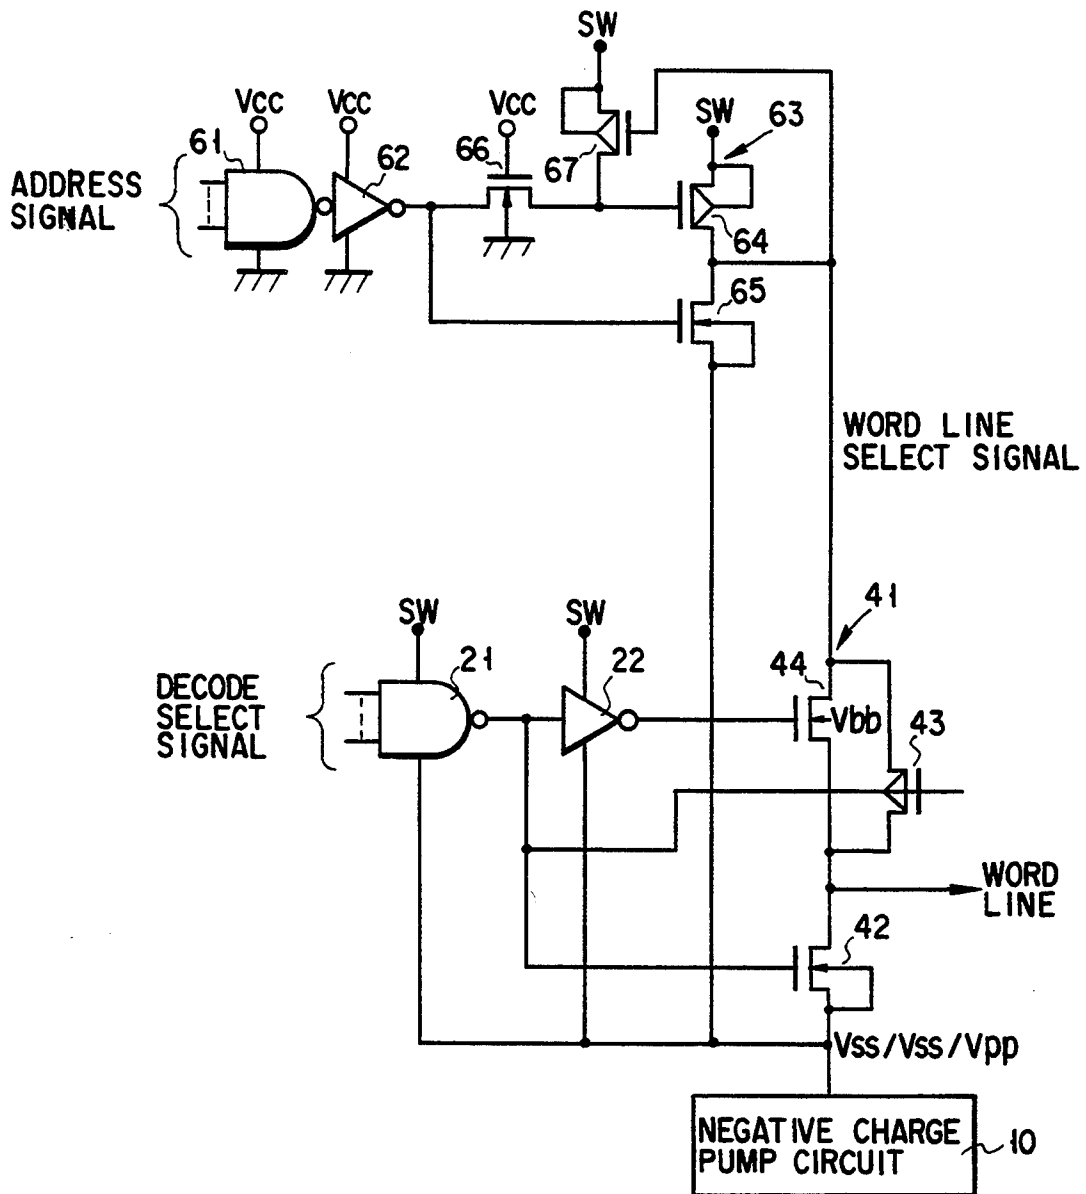 SW
Vcc
Vcc
Vcc
SW
63
61
62
66
67
ADDRESS
SIGNAL
64
65
WORD LINE
SELECT SIGNAL
SW
SW
41
21
22
44
DECODE
SELECT
SIGNAL
Vbb
43
WORD
LINE
42
Vss/Vss/Vpp
NEGATIVE CHARGE
PUMP CIRCUIT
10